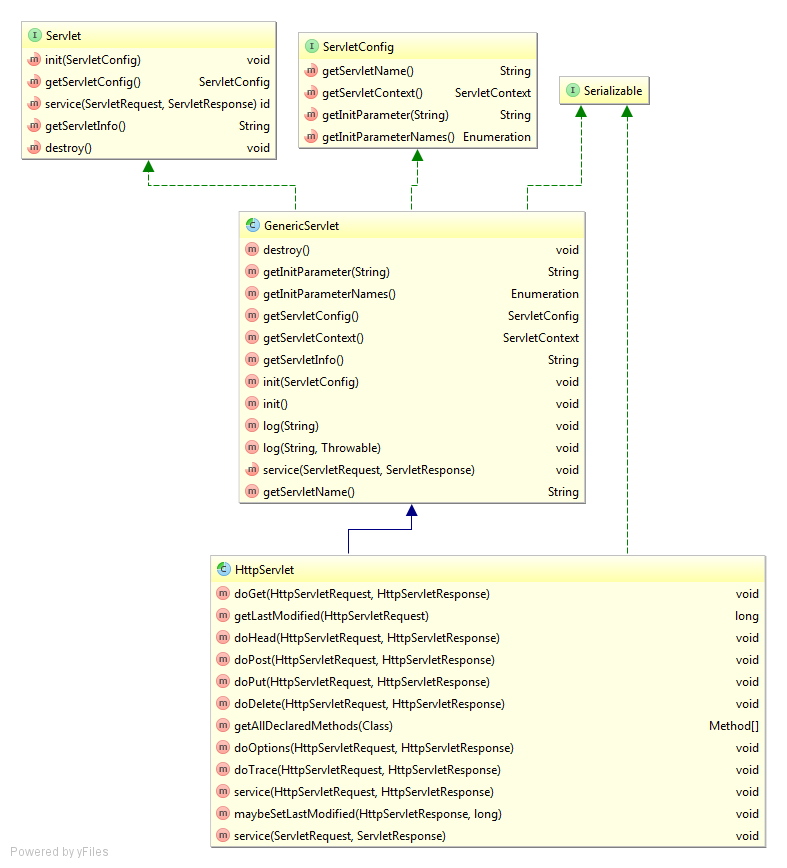 Servlet
init(ServletConfig) void
getServletConfig() ServletConfig
service(ServletRequest, ServletResponse) id
getServletInfo() String
destroy() void
ServletConfig
getServletName() String
getServletContext() ServletContext
getInitParameter(String) String
getInitParameterNames() Enumeration
Serializable
GenericServlet
destroy() void
getInitParameter(String) String
getInitParameterNames() Enumeration
getServletConfig() ServletConfig
getServletContext() ServletContext
getServletInfo() String
init(ServletConfig) void
init() void
log(String) void
log(String, Throwable) void
service(ServletRequest, ServletResponse) void
getServletName() String
HttpServlet
doGet(HttpServletRequest, HttpServletResponse) void
getLastModified(HttpServletRequest) long
doHead(HttpServletRequest, HttpServletResponse) void
doPost(HttpServletRequest, HttpServletResponse) void
doPut(HttpServletRequest, HttpServletResponse) void
doDelete(HttpServletRequest, HttpServletResponse) void
getAllDeclaredMethods(Class) Method[]
doOptions(HttpServletRequest, HttpServletResponse) void
doTrace(HttpServletRequest, HttpServletResponse) void
service(HttpServletRequest, HttpServletResponse) void
maybeSetLastModified(HttpServletResponse, long) void
service(ServletRequest, ServletResponse) void
Powered by yFiles